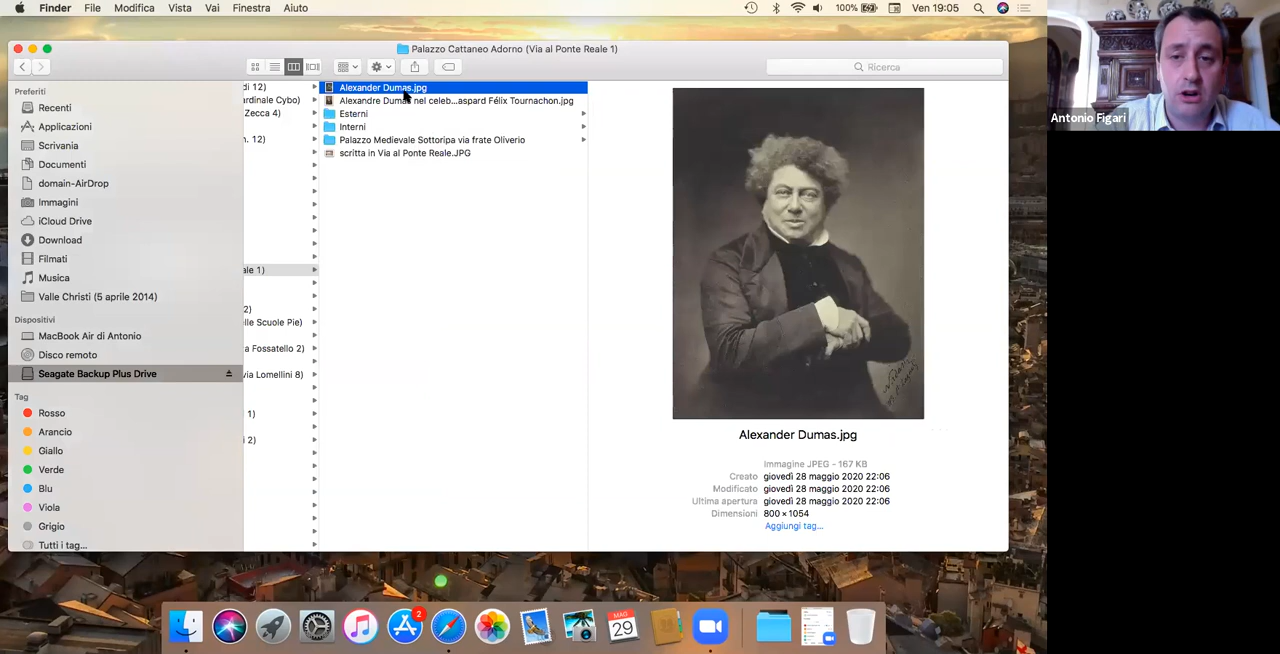 Finder File Modifica Vista Vai Finestra Aiuto 100% Ven 19:05
Palazzo Cattaneo Adorno (Via al Ponte Reale 1)
Ricerca
Preferiti
Recenti
Applicazioni
Scrivania
Documenti
domain-AirDrop
Immagini
iCloud Drive
Download
Filmati
Musica
Valle Christi (5 aprile 2014)
Dispositivi
MacBook Air di Antonio
Disco remoto
Seagate Backup Plus Drive
Tag
Rosso
Arancio
Giallo
Verde
Blu
Viola
Grigio
Tutti i tag...
di 12)
ardinale Cybo)
Zecca 4)
n. 12)
ale 1)
2)
elle Scuole Pie)
a Fossatello 2)
via Lomellini 8)
1)
i 2)
Alexander Dumas.jpg
Alexandre Dumas nel celeb...aspard Félix Tournachon.jpg
Esterni
Interni
Palazzo Medievale Sottoripa via frate Oliverio
scritta in Via al Ponte Reale.JPG
Alexander Dumas.jpg
Immagine JPEG - 167 KB
Creato giovedì 28 maggio 2020 22:06
Modificato giovedì 28 maggio 2020 22:06
Ultima apertura giovedì 28 maggio 2020 22:06
Dimensioni 800 × 1054
Aggiungi tag...
Antonio Figari
2
MAG
29